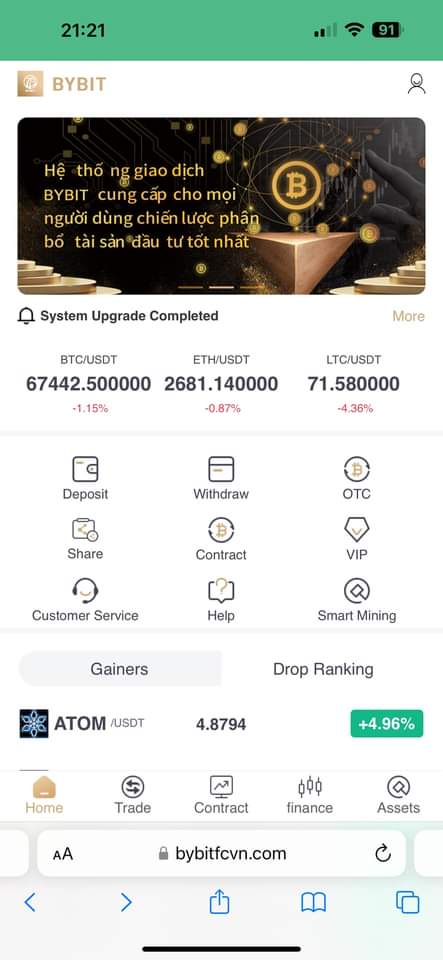 21:21
91
BYBIT
Hệ thống giao dịch
BYBIT cung cấp cho mọi
người dùng chiến lược phân
bổ tài sản đầu tư tốt nhất
System Upgrade Completed
More
BTC/USDT ETH/USDT LTC/USDT
67442.500000 2681.140000 71.580000
-1.15% -0.87% -4.36%
Deposit Withdraw OTC
Share Contract VIP
Customer Service Help Smart Mining
Gainers Drop Ranking
ATOM /USDT 4.8794 +4.96%
Home Trade Contract finance Assets
AA bybitfcvn.com